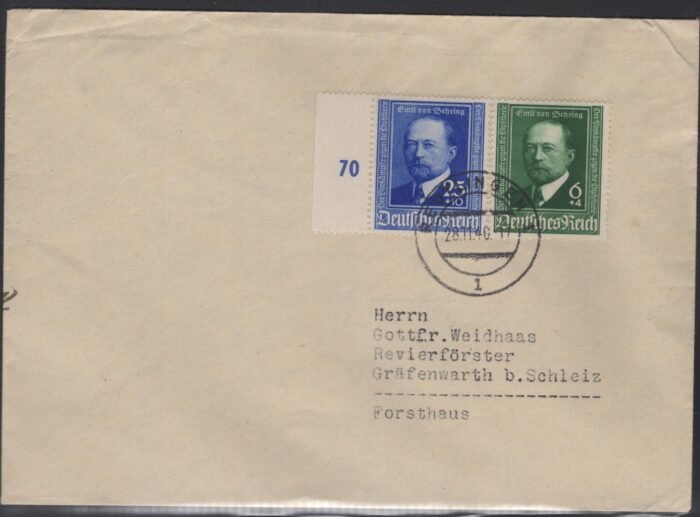 70
Emil von Behring
25
+10
Deutsches Reich
Emil von Behring
6
+4
Deutsches Reich
28.11.40.-17
1
Herrn
Gottfr.Weidhaas
Revierförster
Gräfenwarth b.Schleiz
Forsthaus